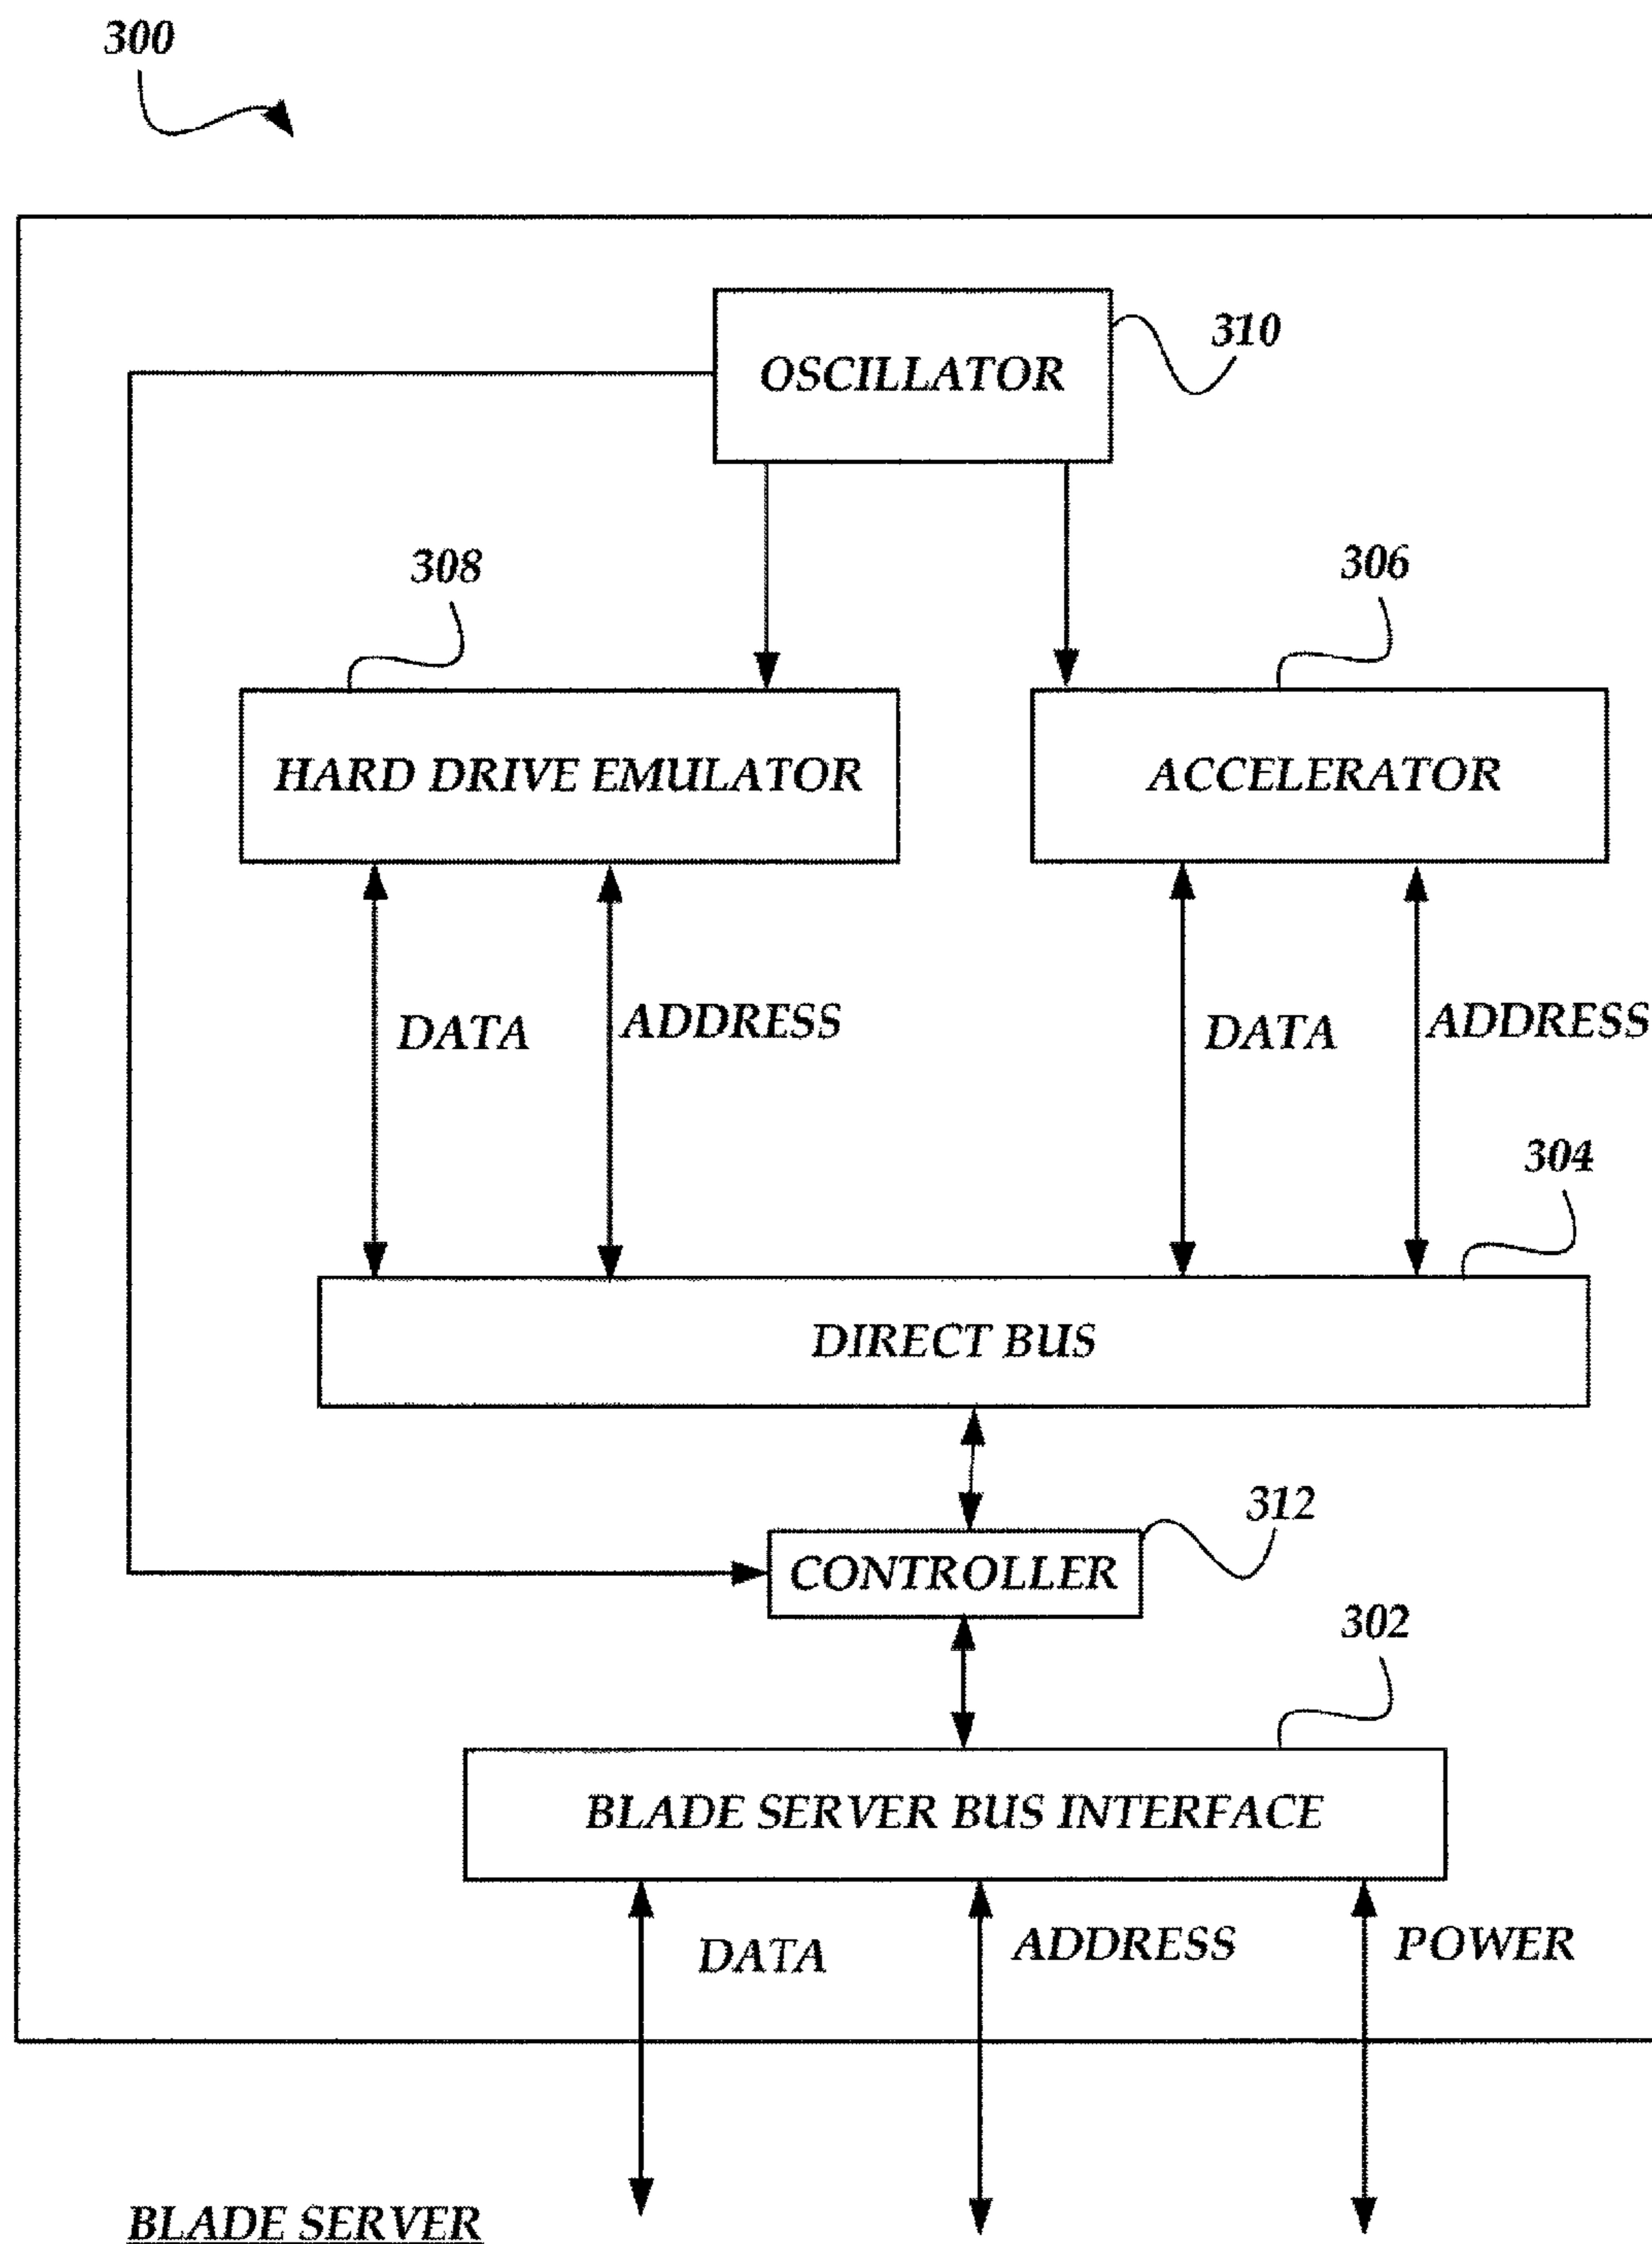 300
OSCILLATOR
310
308
306
HARD DRIVE EMULATOR
ACCELERATOR
DATA
ADDRESS
DATA
ADDRESS
304
DIRECT BUS
312
CONTROLLER
302
BLADE SERVER BUS INTERFACE
DATA
ADDRESS
POWER
BLADE SERVER